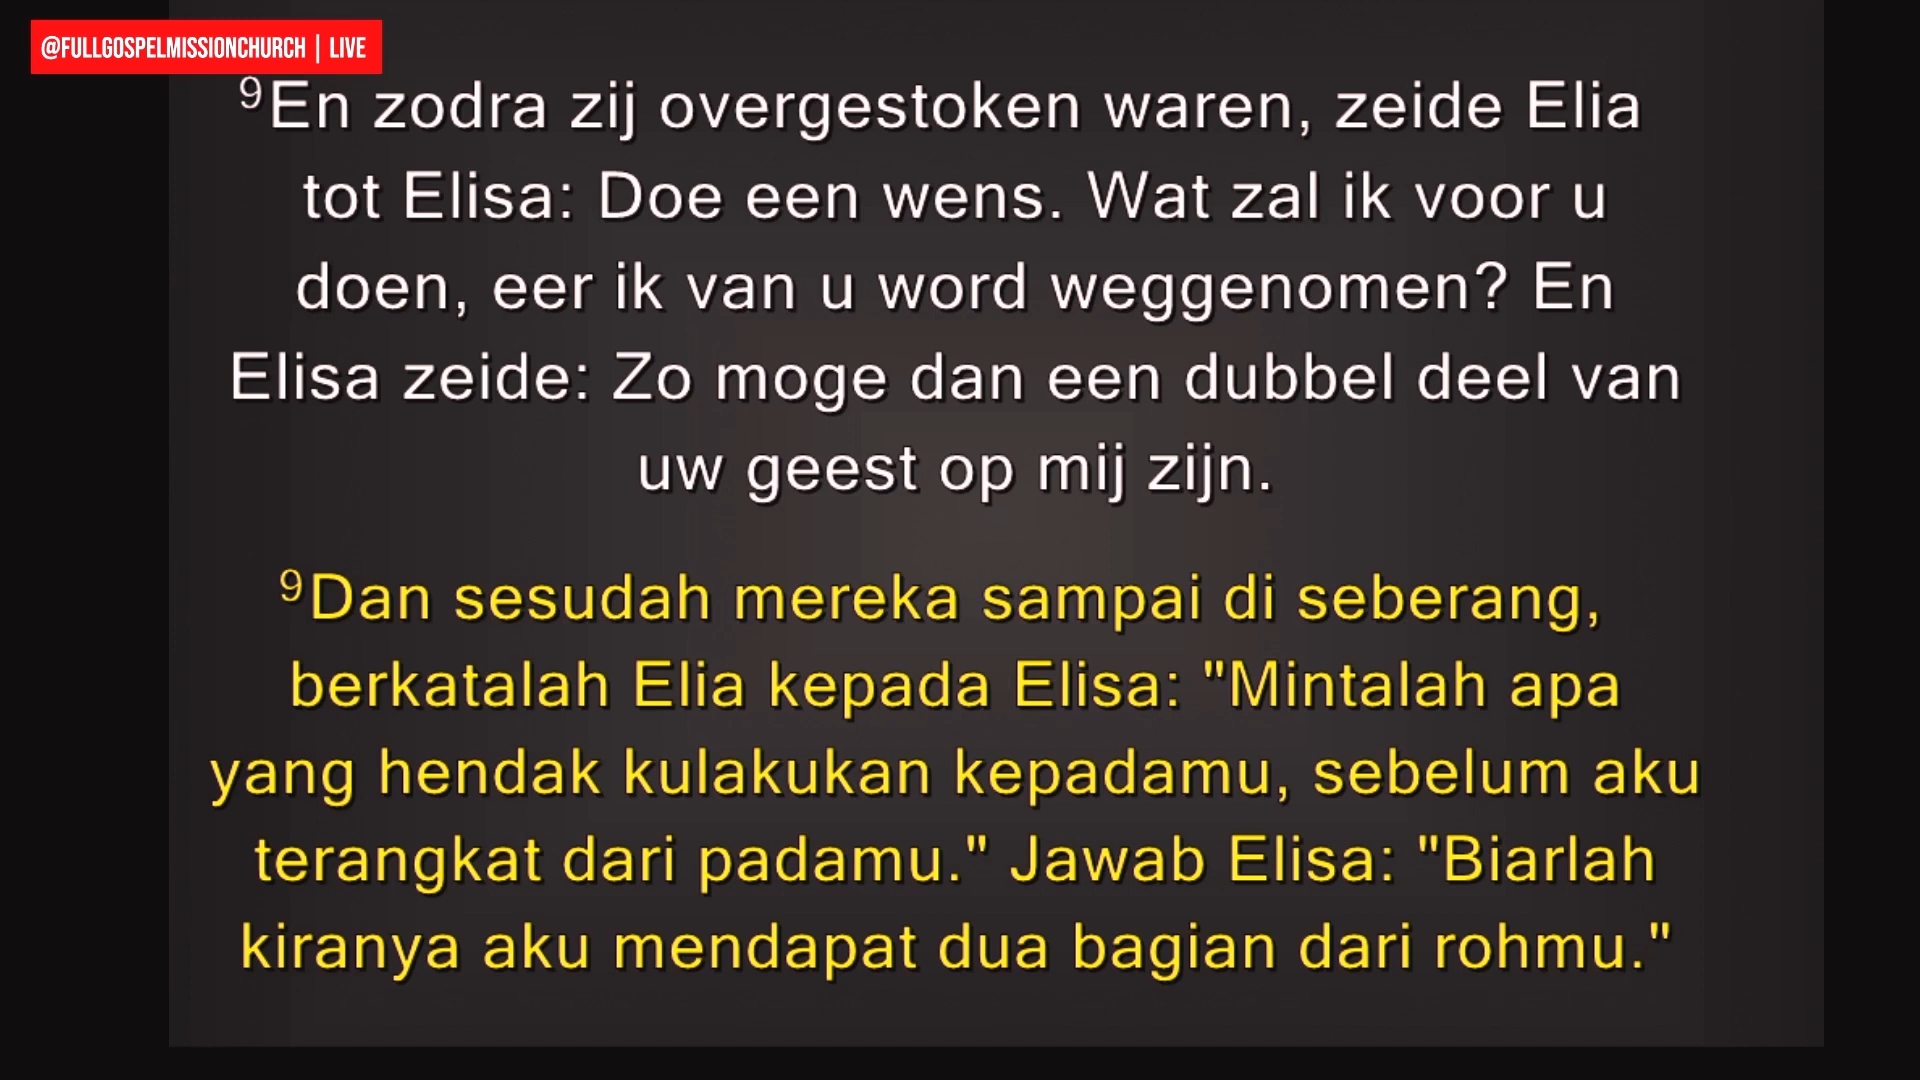 @FULLGOSPELMISSIONCHURCH | LIVE
9En zodra zij overgestoken waren, zeide Elia
tot Elisa: Doe een wens. Wat zal ik voor u
doen, eer ik van u word weggenomen? En
Elisa zeide: Zo moge dan een dubbel deel van
uw geest op mij zijn.
9Dan sesudah mereka sampai di seberang,
berkatalah Elia kepada Elisa: "Mintalah apa
yang hendak kulakukan kepadamu, sebelum aku
terangkat dari padamu." Jawab Elisa: "Biarlah
kiranya aku mendapat dua bagian dari rohmu."